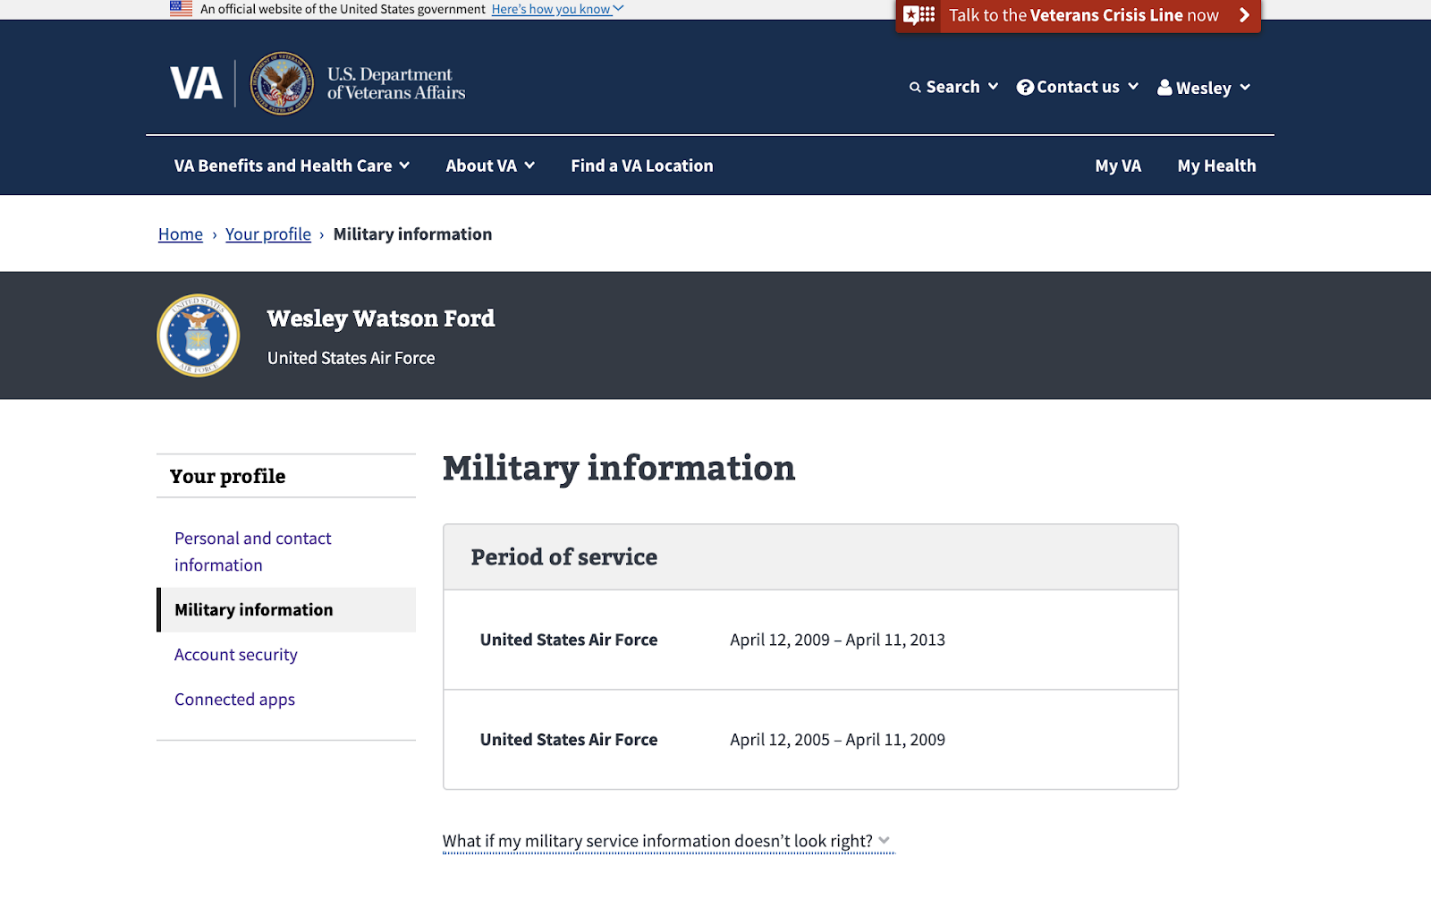 An official website of the United States government Here's how you know
Talk to the Veterans Crisis Line now
VA
U.S. Department
of Veterans Affairs
Search Contact us Wesley
VA Benefits and Health Care About VA Find a VA Location My VA My Health
Home › Your profile › Military information
Wesley Watson Ford
United States Air Force
Your profile
Personal and contact
information
Military information
Account security
Connected apps
Military information
Period of service
United States Air Force April 12, 2009 – April 11, 2013
United States Air Force April 12, 2005 – April 11, 2009
What if my military service information doesn’t look right?